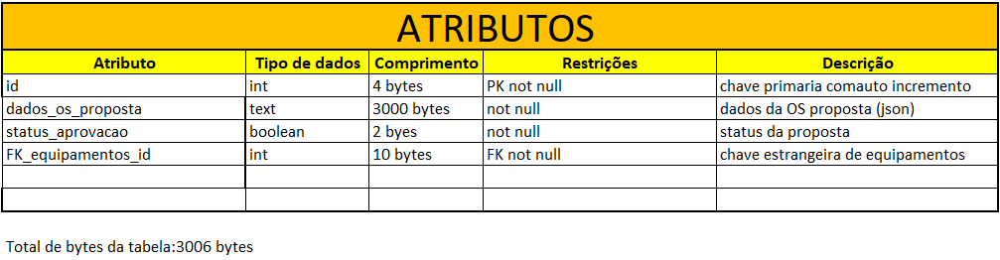 ATRIBUTOS
Atributo Tipo de dados Comprimento Restrições Descrição
id int 4 bytes PK not null chave primaria comauto incremento
dados_os_proposta text 3000 bytes not null dados da OS proposta (json)
status_aprovacao boolean 2 byes not null status da proposta
FK_equipamentos_id int 10 bytes FK not null chave estrangeira de equipamentos
Total de bytes da tabela:3006 bytes